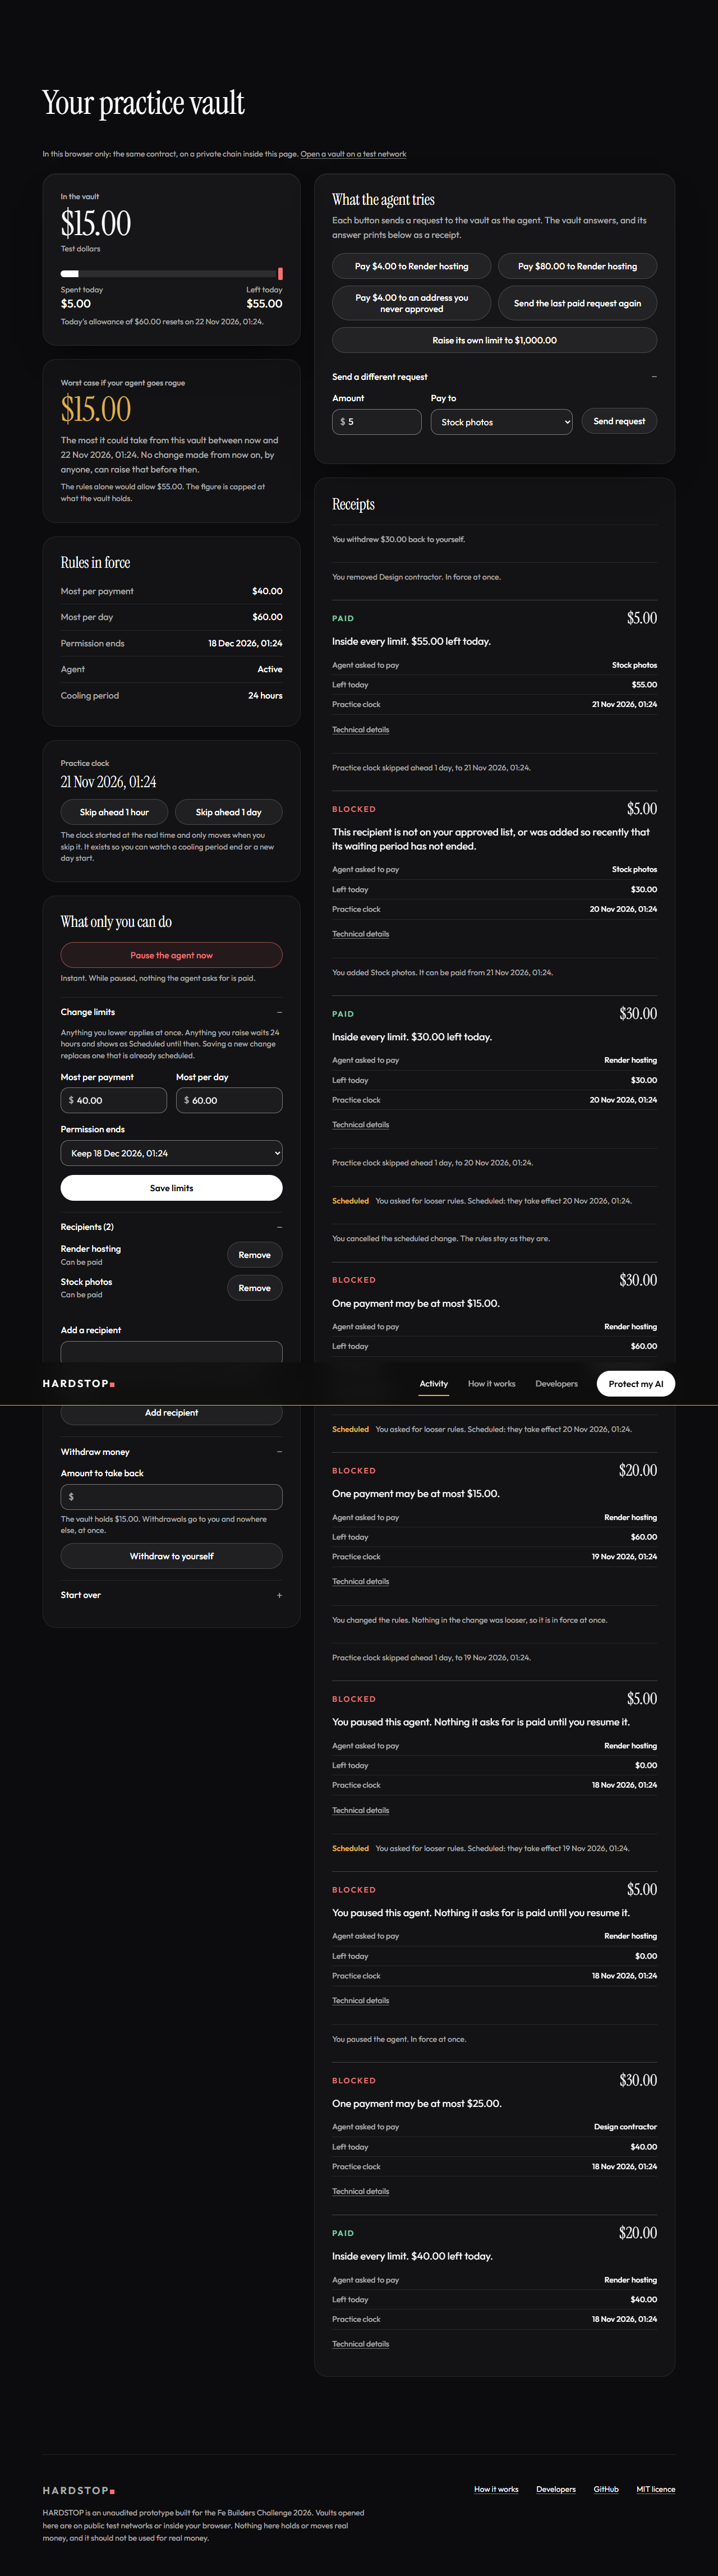 Your practice vault
In this browser only: the same contract, on a private chain inside this page. Open a vault on a test network
In the vault
$15.00
Test dollars
Spent today
Left today
$5.00
$55.00
Today's allowance of $60.00 resets on 22 Nov 2026, 01:24.
Worst case if your agent goes rogue
$15.00
The most it could take from this vault between now and
22 Nov 2026, 01:24. No change made from now on, by
anyone, can raise that before then.
The rules alone would allow $55.00. The figure is capped at
what the vault holds.
Rules in force
Most per payment
$40.00
Most per day
$60.00
Permission ends
18 Dec 2026, 01:24
Agent
Active
Cooling period
24 hours
Practice clock
21 Nov 2026, 01:24
Skip ahead 1 hour
Skip ahead 1 day
The clock started at the real time and only moves when you
skip it. It exists so you can watch a cooling period end or a new
day start.
What only you can do
Pause the agent now
Instant. While paused, nothing the agent asks for is paid.
Change limits
−
Anything you lower applies at once. Anything you raise waits 24
hours and shows as Scheduled until then. Saving a new change
replaces one that is already scheduled.
Most per payment
Most per day
$ 40.00
$ 60.00
Permission ends
Keep 18 Dec 2026, 01:24
Save limits
Recipients (2)
−
Render hosting
Can be paid
Remove
Stock photos
Can be paid
Remove
Add a recipient
Add recipient
Withdraw money
−
Amount to take back
$
The vault holds $15.00. Withdrawals go to you and nowhere
else, at once.
Withdraw to yourself
Start over
+
What the agent tries
Each button sends a request to the vault as the agent. The vault answers, and its
answer prints below as a receipt.
Pay $4.00 to Render hosting
Pay $80.00 to Render hosting
Pay $4.00 to an address you
never approved
Send the last paid request again
Raise its own limit to $1,000.00
Send a different request
−
Amount
Pay to
$ 5
Stock photos
Send request
Receipts
You withdrew $30.00 back to yourself.
You removed Design contractor. In force at once.
PAID
$5.00
Inside every limit. $55.00 left today.
Agent asked to pay
Stock photos
Left today
$55.00
Practice clock
21 Nov 2026, 01:24
Technical details
Practice clock skipped ahead 1 day, to 21 Nov 2026, 01:24.
BLOCKED
$5.00
This recipient is not on your approved list, or was added so recently that
its waiting period has not ended.
Agent asked to pay
Stock photos
Left today
$30.00
Practice clock
20 Nov 2026, 01:24
Technical details
You added Stock photos. It can be paid from 21 Nov 2026, 01:24.
PAID
$30.00
Inside every limit. $30.00 left today.
Agent asked to pay
Render hosting
Left today
$30.00
Practice clock
20 Nov 2026, 01:24
Technical details
Practice clock skipped ahead 1 day, to 20 Nov 2026, 01:24.
Scheduled You asked for looser rules. Scheduled: they take effect 20 Nov 2026, 01:24.
You cancelled the scheduled change. The rules stay as they are.
BLOCKED
$30.00
One payment may be at most $15.00.
Agent asked to pay
Render hosting
Left today
$60.00
HARDSTOP
Activity
How it works
Developers
Protect my AI
Scheduled You asked for looser rules. Scheduled: they take effect 20 Nov 2026, 01:24.
BLOCKED
$20.00
One payment may be at most $15.00.
Agent asked to pay
Render hosting
Left today
$60.00
Practice clock
19 Nov 2026, 01:24
Technical details
You changed the rules. Nothing in the change was looser, so it is in force at once.
Practice clock skipped ahead 1 day, to 19 Nov 2026, 01:24.
BLOCKED
$5.00
You paused this agent. Nothing it asks for is paid until you resume it.
Agent asked to pay
Render hosting
Left today
$0.00
Practice clock
18 Nov 2026, 01:24
Technical details
Scheduled You asked for looser rules. Scheduled: they take effect 19 Nov 2026, 01:24.
BLOCKED
$5.00
You paused this agent. Nothing it asks for is paid until you resume it.
Agent asked to pay
Render hosting
Left today
$0.00
Practice clock
18 Nov 2026, 01:24
Technical details
You paused the agent. In force at once.
BLOCKED
$30.00
One payment may be at most $25.00.
Agent asked to pay
Design contractor
Left today
$40.00
Practice clock
18 Nov 2026, 01:24
Technical details
PAID
$20.00
Inside every limit. $40.00 left today.
Agent asked to pay
Render hosting
Left today
$40.00
Practice clock
18 Nov 2026, 01:24
Technical details
HARDSTOP
How it works
Developers
GitHub
MIT licence
HARDSTOP is an unaudited prototype built for the Fe Builders Challenge 2026. Vaults opened
here are on public test networks or inside your browser. Nothing here holds or moves real
money, and it should not be used for real money.